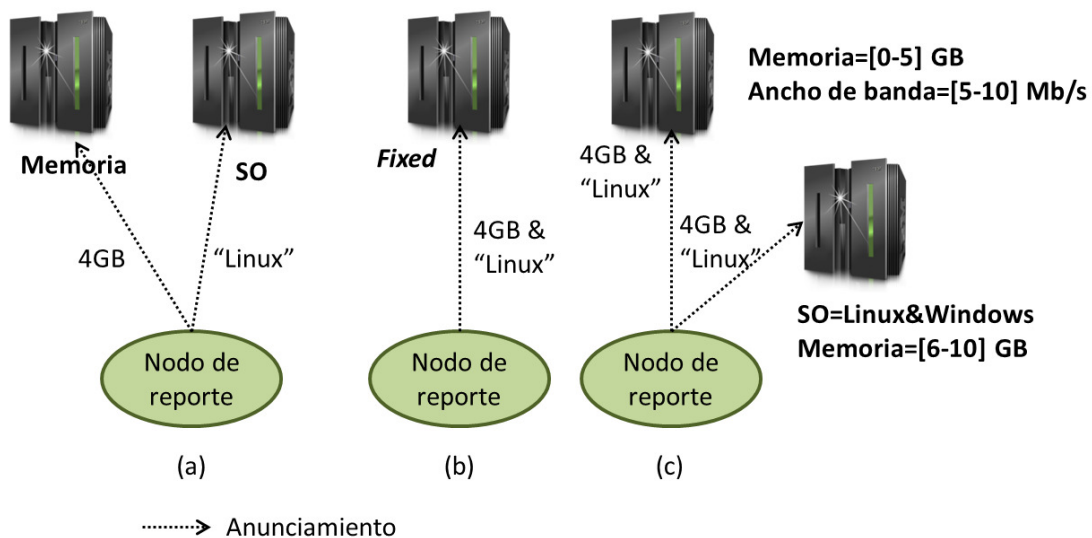 Memoria
SO
4GB
“Linux”
Nodo de
reporte
(a)
Fixed
4GB &
“Linux”
Nodo de
reporte
(b)
Memoria=[0-5] GB
Ancho de banda=[5-10] Mb/s
4GB &
“Linux”
4GB &
“Linux”
SO=Linux&Windows
Memoria=[6-10] GB
Nodo de
reporte
(c)
Anunciamiento